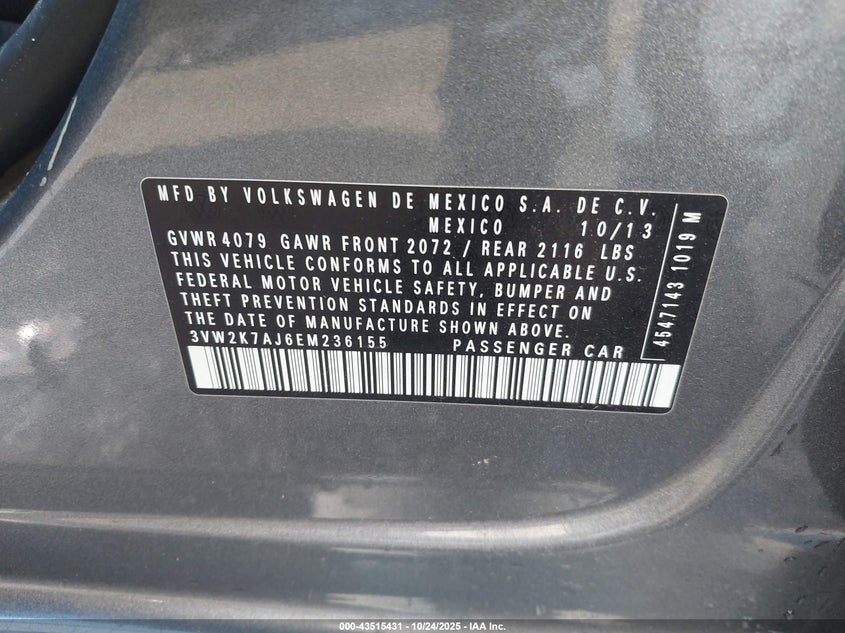 MFD BY VOLKSWAGEN DE MEXICO S.A. DE C.V.
MEXICO 10/13
GVWR 4079 GAWR FRONT 2072 / REAR 2116 LBS
THIS VEHICLE CONFORMS TO ALL APPLICABLE U.S.
FEDERAL MOTOR VEHICLE SAFETY, BUMPER AND
THEFT PREVENTION STANDARDS IN EFFECT ON
THE DATE OF MANUFACTURE SHOWN ABOVE.
3VW2K7AJ6EM236155 PASSENGER CAR
4647143 1019 M
000-43515431 - 10/24/2025 - IAA Inc.